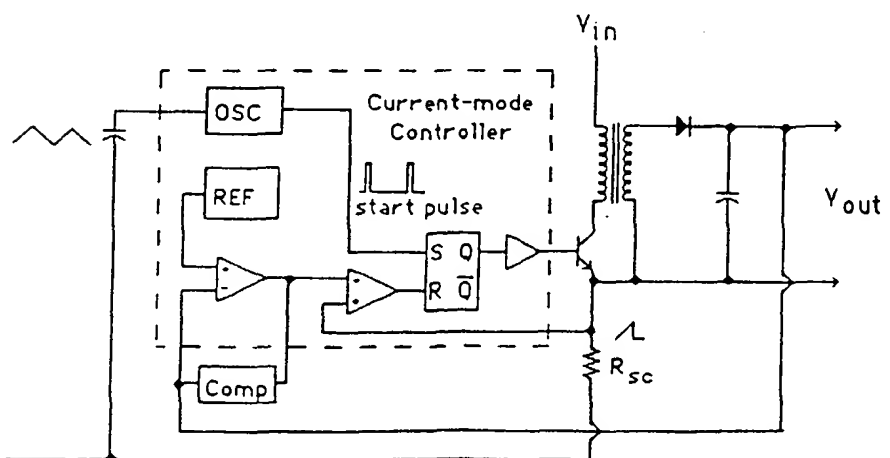 Vin
OSC
Current-mode
Controller
REF
start pulse
Vout
S Q
R Q̅
+
-
-
+
Comp
Rsc